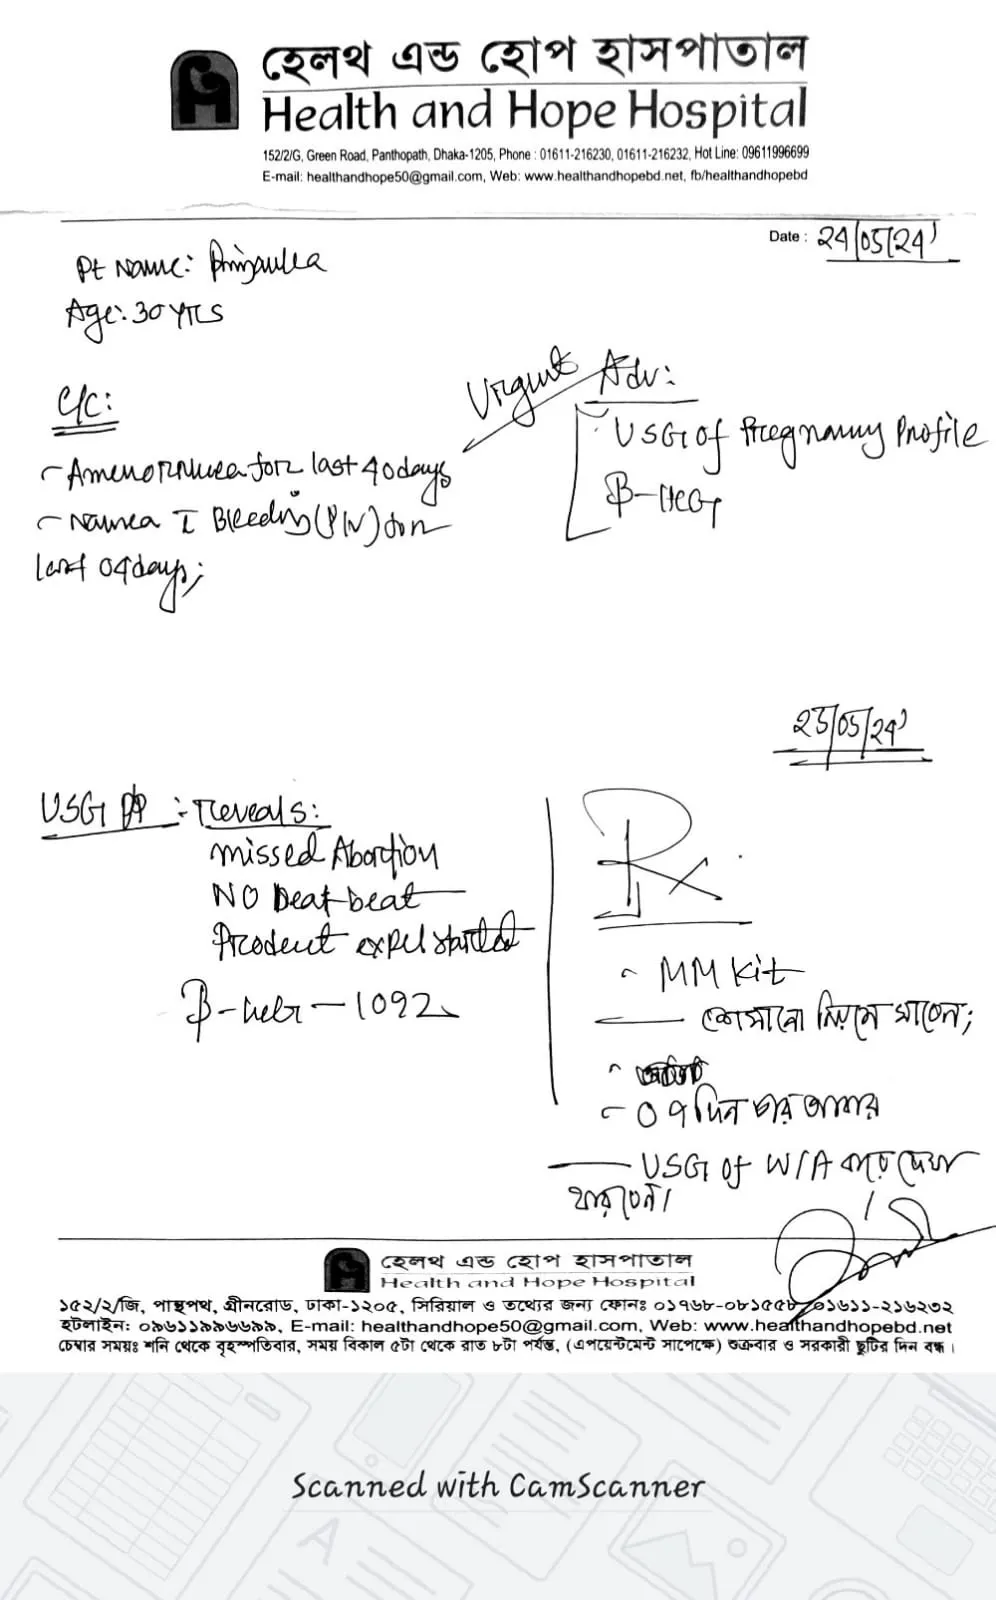 হেলথ এন্ড হোপ হাসপাতাল
Health and Hope Hospital
152/2/G, Green Road, Panthopath, Dhaka-1205, Phone : 01611-216230, 01611-216232, Hot Line: 09611996699
E-mail: healthandhope50@gmail.com, Web: www.healthandhopebd.net, fb/healthandhopebd
Date : 24/05/24
Pt Name:
Age: 30 yrs
C/C:
- Amenorrhoea for last 40 days
- Bleeding (P/V) for
last 04 days;
Urgent
Adv:
USG of Pregnancy Profile
β-HCG
25/05/24
USG PP :- Reveals:
missed Abortion
NO beat
Product expel started
β-hcG - 1092
Rx
MM Kit
- শেখানো নিয়মে খাবেন;
- 07 দিন পর আবার
USG of W/A করে দেখা
করবেন।
হেলথ এন্ড হোপ হাসপাতাল
Health and Hope Hospital
১৫২/২/জি, পান্থপথ, গ্রীনরোড, ঢাকা-১২০৫, সিরিয়াল ও তথ্যের জন্য ফোনঃ ০১৭৬৮-০৮১৫৫৮, ০১৬১১-২১৬২৩২
হটলাইন: ০৯৬১১৯৯৬৬৯৯, E-mail: healthandhope50@gmail.com, Web: www.healthandhopebd.net
চেম্বার সময়ঃ শনি থেকে বৃহস্পতিবার, সময় বিকাল ৫টা থেকে রাত ৮টা পর্যন্ত, (এপয়েন্টমেন্ট সাপেক্ষে) শুক্রবার ও সরকারী ছুটির দিন বন্ধ।
Scanned with CamScanner